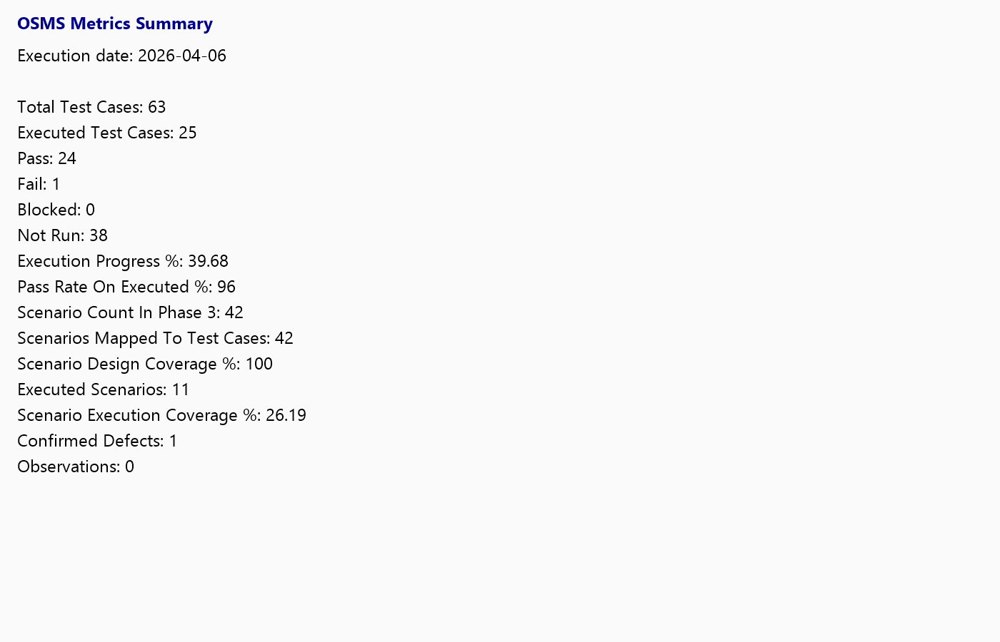 OSMS Metrics Summary
Execution date: 2026-04-06
Total Test Cases: 63
Executed Test Cases: 25
Pass: 24
Fail: 1
Blocked: 0
Not Run: 38
Execution Progress %: 39.68
Pass Rate On Executed %: 96
Scenario Count In Phase 3: 42
Scenarios Mapped To Test Cases: 42
Scenario Design Coverage %: 100
Executed Scenarios: 11
Scenario Execution Coverage %: 26.19
Confirmed Defects: 1
Observations: 0